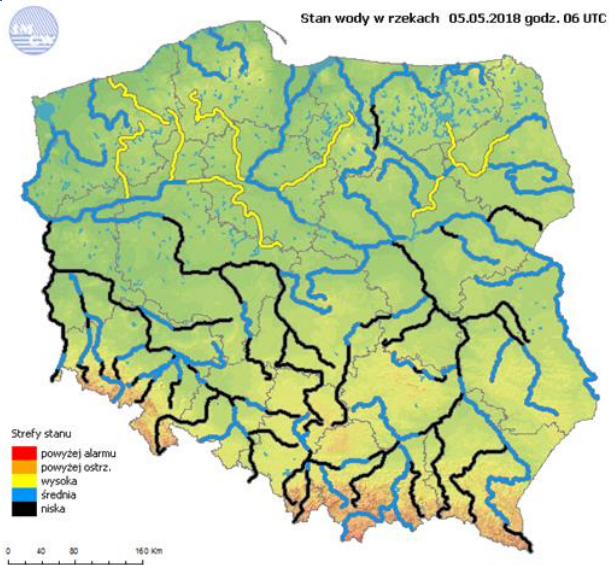 Stan wody w rzekach 05.05.2018 godz. 06 UTC
Strefy stanu
powyżej alarmu
powyżej ostrz.
wysoka
średnia
niska
0 40 80 160 Km